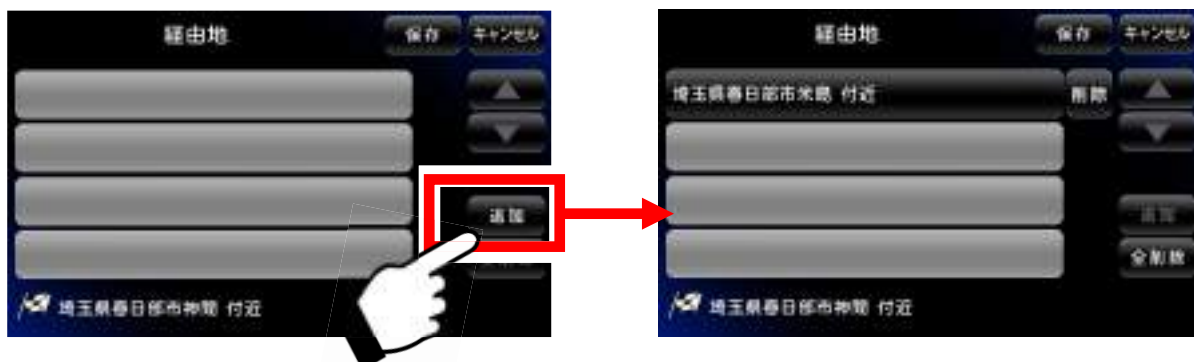 経由地 保存 キャンセル
追加
埼玉県春日部市神間 付近
経由地 保存 キャンセル
埼玉県春日部市米島 付近 削除
追加
全削除
埼玉県春日部市神間 付近